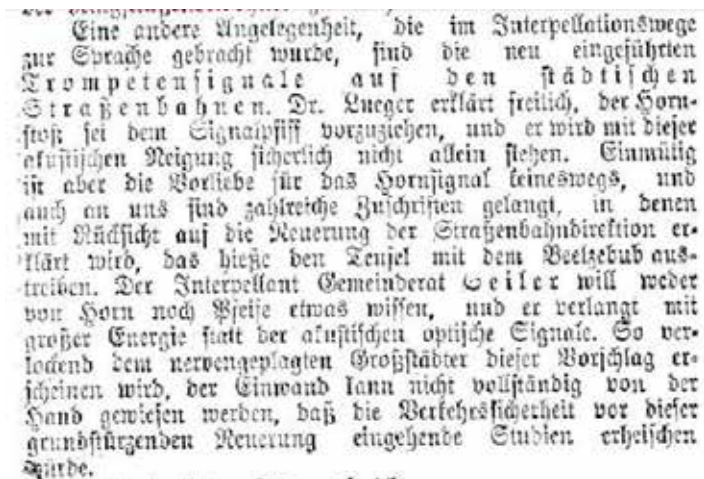 Eine andere Angelegenheit, die im Interpellationswege
zur Sprache gebracht wurde, sind die neu eingeführten
Trompetensignale auf den städtischen
Straßenbahnen. Dr. Lueger erklärt freilich, der Horn-
stoß sei dem Signalpfiff vorzuziehen, und er wird mit dieser
akustischen Neigung sicherlich nicht allein stehen. Einmütig
ist aber die Vorliebe für das Hornsignal keineswegs, und
auch an uns sind zahlreiche Zuschriften gelangt, in denen
mit Rücksicht auf die Neuerung der Straßenbahndirektion er-
klärt wird, das hieße den Teufel mit dem Beelzebub aus-
treiben. Der Interpellant Gemeinderat will weder
von Horn noch Pfeife etwas wissen, und er verlangt mit
großer Energie statt der akustischen optische Signale. So ver-
lockend dem nervengeplagten Großstädter dieser Vorschlag er-
scheinen wird, der Einwand kann nicht vollständig von der
Hand gewiesen werden, daß die Verkehrssicherheit vor dieser
grundstürzenden Neuerung eingehende Studien erheischen
würde.